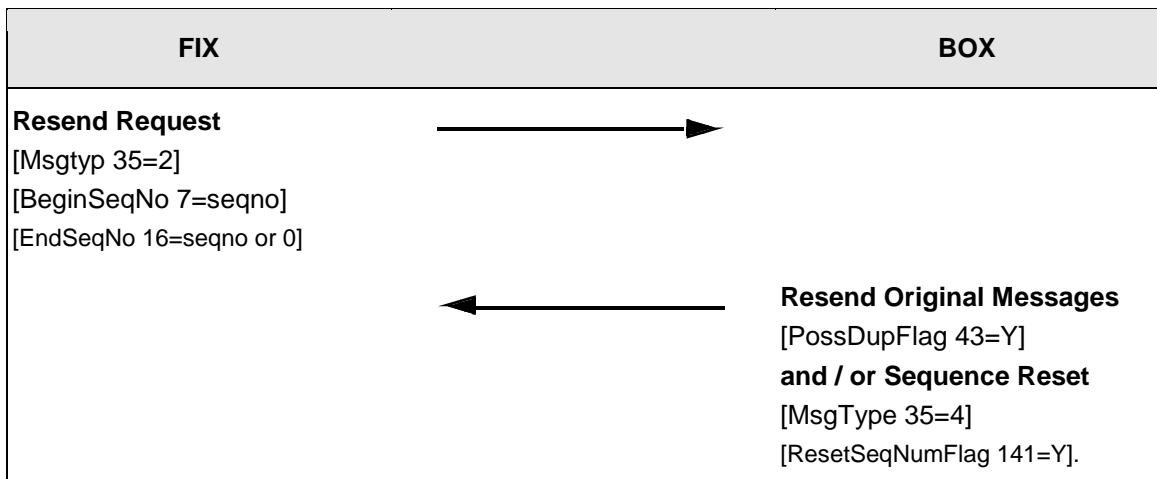 FIX BOX
Resend Request
[Msgtyp 35=2]
[BeginSeqNo 7=seqno]
[EndSeqNo 16=seqno or 0]
Resend Original Messages
[PossDupFlag 43=Y]
and / or Sequence Reset
[MsgType 35=4]
[ResetSeqNumFlag 141=Y].